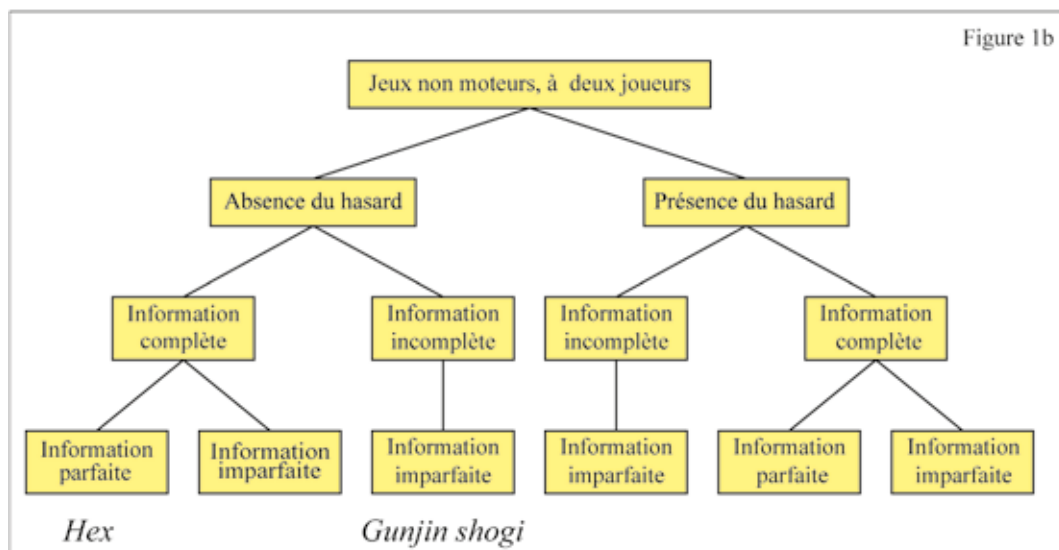 Figure 1b
Jeux non moteurs, à deux joueurs
Absence du hasard
Présence du hasard
Information
complète
Information
incomplète
Information
incomplète
Information
complète
Information
parfaite
Information
imparfaite
Information
imparfaite
Information
imparfaite
Information
parfaite
Information
imparfaite
Hex
Gunjin shogi